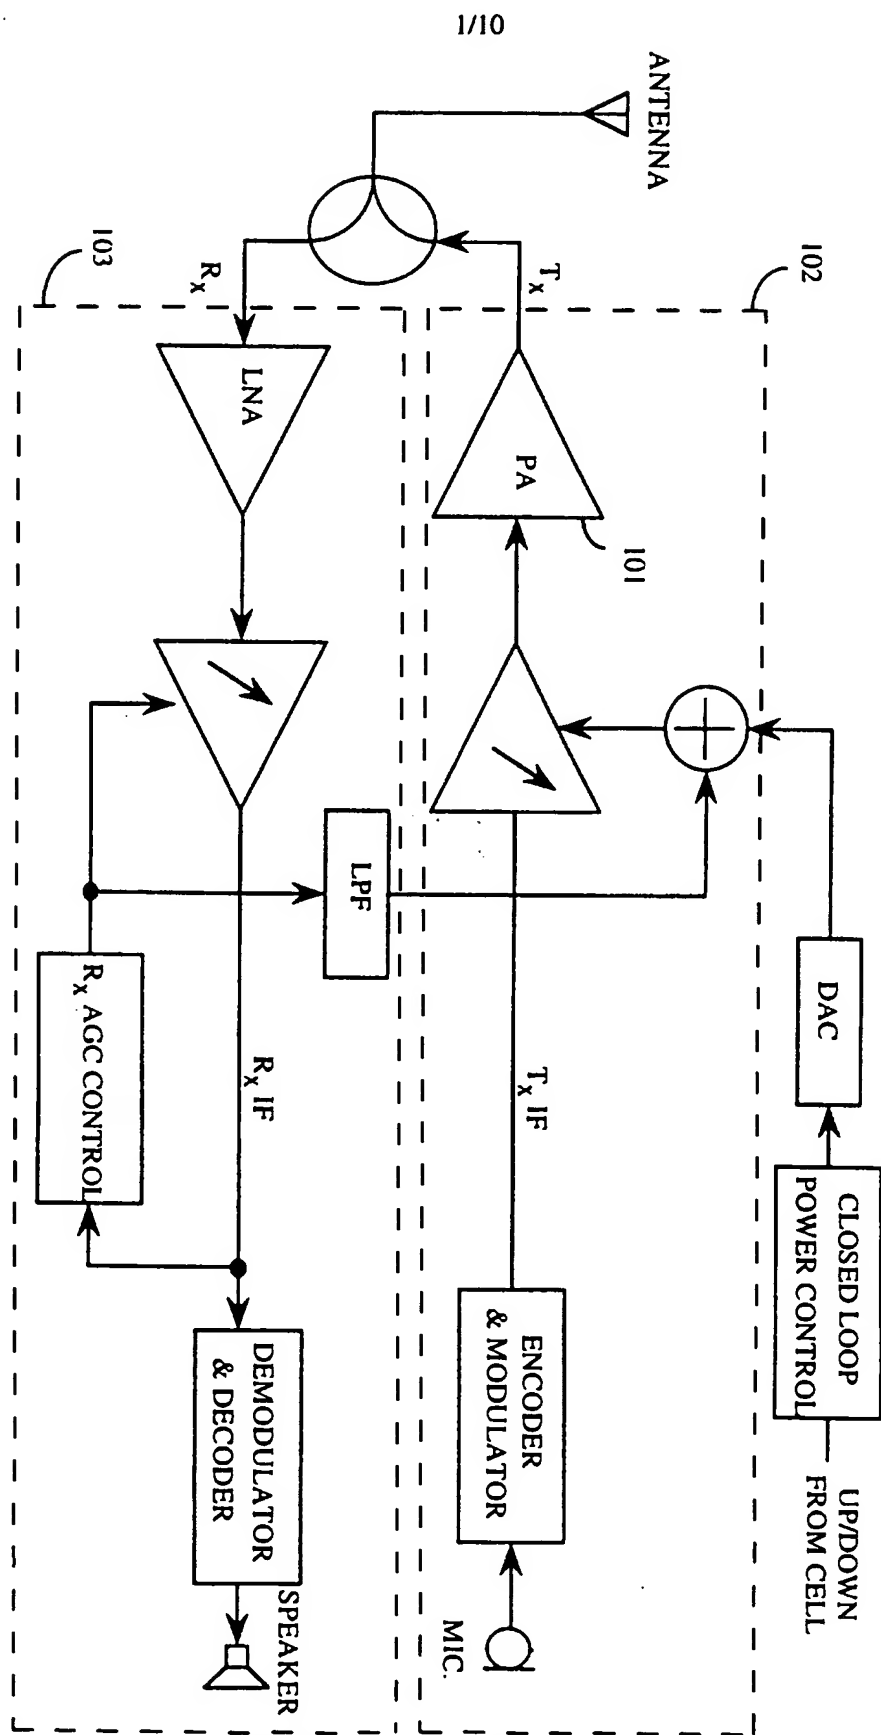 1/10
ANTENNA
102
Tx
Rx
103
LNA
PA
101
LPF
DAC
Rx AGC CONTROL
Rx IF
Tx IF
CLOSED LOOP
POWER CONTROL
UP/DOWN
FROM CELL
ENCODER
& MODULATOR
DEMODULATOR
& DECODER
MIC.
SPEAKER